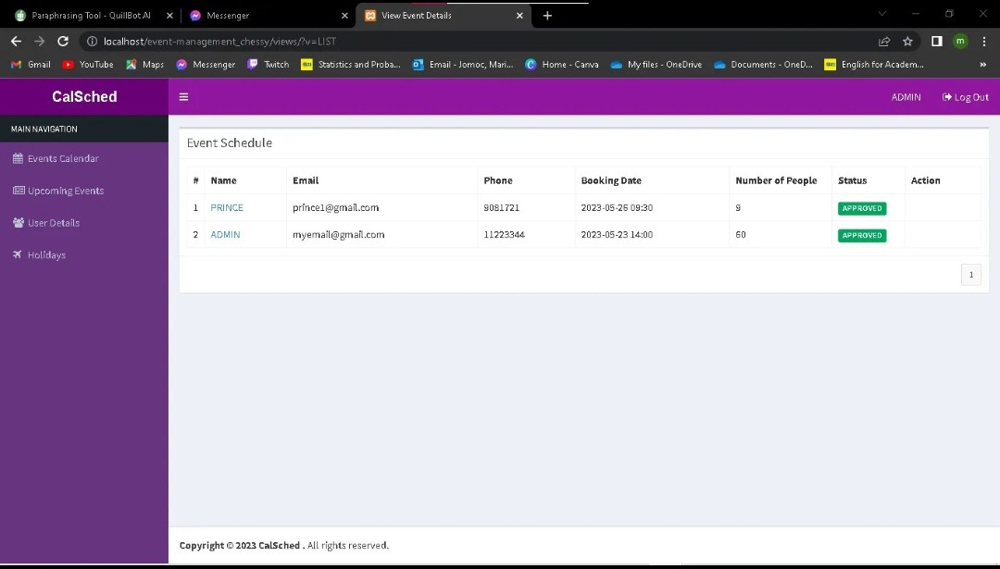 Paraphrasing Tool - QuillBot AI
Messenger
View Event Details
localhost/event-management_chessy/views/?v=LIST
m
Gmail
YouTube
Maps
Messenger
Twitch
Statistics and Proba...
Email - Jornoc, Mari...
Home - Canva
My files - OneDrive
Documents - OneD...
English for Academ...
»
CalSched
ADMIN
Log Out
MAIN NAVIGATION
Events Calendar
Upcoming Events
User Details
Holidays
Event Schedule
# Name Email Phone Booking Date Number of People Status Action
1 PRINCE prince1@gmail.com 9081721 2023-05-26 09:30 9 APPROVED
2 ADMIN myemail@gmail.com 11223344 2023-05-23 14:00 60 APPROVED
1
Copyright © 2023 CalSched . All rights reserved.